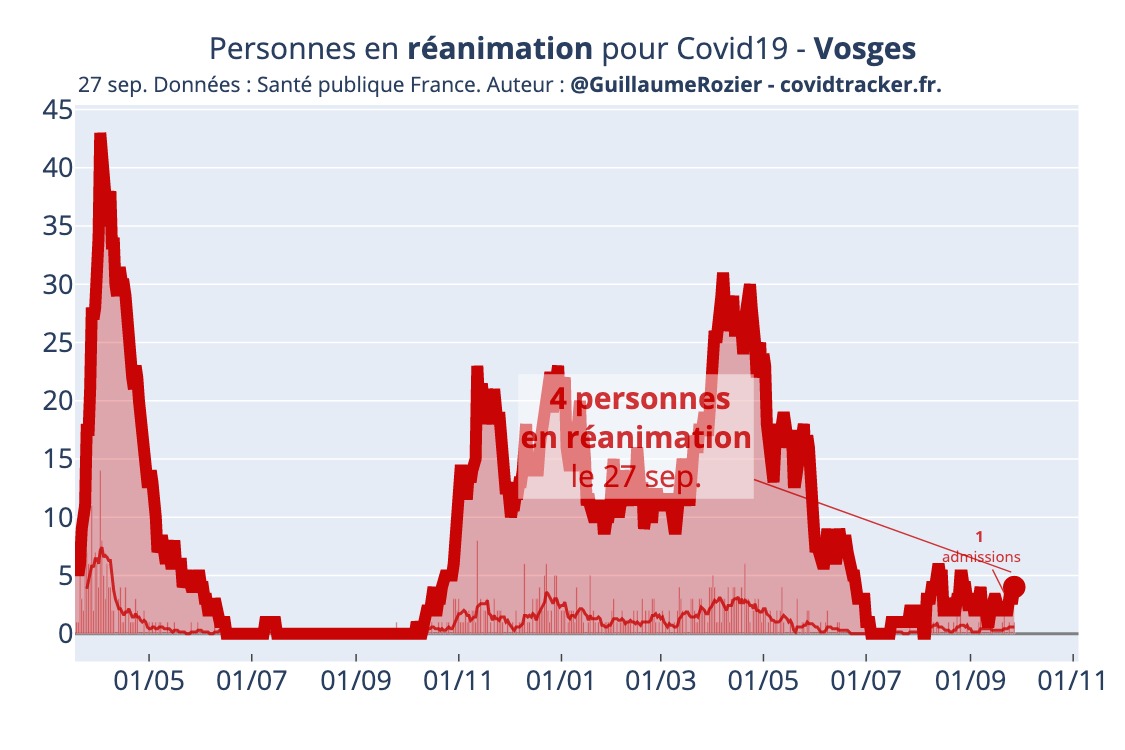 Personnes en réanimation pour Covid19 - Vosges
27 sep. Données : Santé publique France. Auteur : @GuillaumeRozier - covidtracker.fr.
45
40
35
30
25
20
15
10
5
0
4 personnes
en réanimation
le 27 sep.
1
admissions
01/05 01/07 01/09 01/11 01/01 01/03 01/05 01/07 01/09 01/11